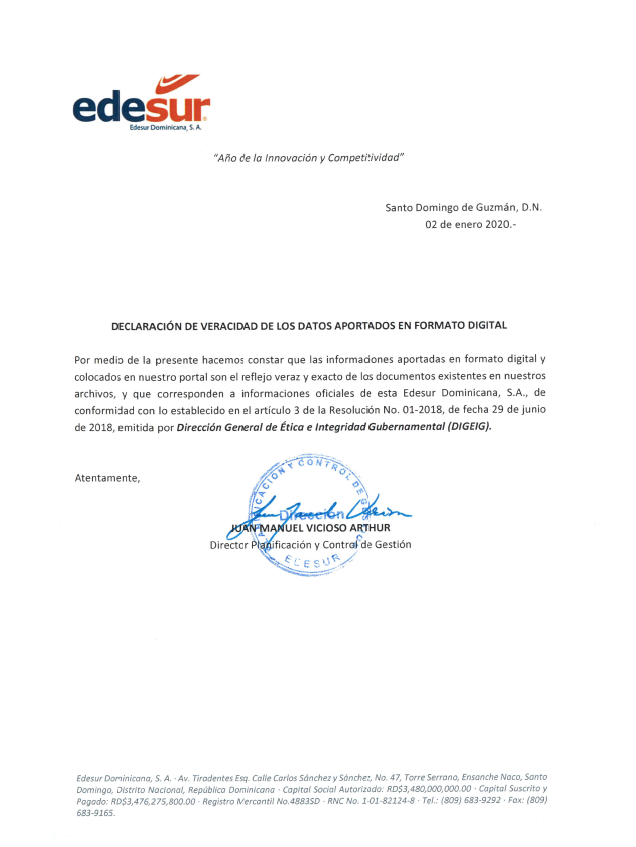 edesur
Edesur Dominicana, S. A.
"Año de la Innovación y Competitividad"
Santo Domingo de Guzmán, D.N.
02 de enero 2020.-
DECLARACIÓN DE VERACIDAD DE LOS DATOS APORTADOS EN FORMATO DIGITAL
Por medio de la presente hacemos constar que las informaciones aportadas en formato digital y
colocados en nuestro portal son el reflejo veraz y exacto de los documentos existentes en nuestros
archivos, y que corresponden a informaciones oficiales de esta Edesur Dominicana, S.A., de
conformidad con lo establecido en el artículo 3 de la Resolución No. 01-2018, de fecha 29 de junio
de 2018, emitida por Dirección General de Ética e Integridad Gubernamental (DIGEIG).
Atentamente,
CONTROL DE
Dirección
JUAN MANUEL VICIOSO ARTHUR
Director Planificación y Control de Gestión
EDESUR
Edesur Dominicana, S. A. · Av. Tiradentes Esq. Calle Carlos Sánchez y Sánchez, No. 47, Torre Serrano, Ensanche Naco, Santo
Domingo, Distrito Nacional, República Dominicana · Capital Social Autorizado: RD$3,480,000,000.00 · Capital Suscrito y
Pagado: RD$3,476,275,800.00 · Registro Mercantil No.4883SD · RNC No. 1-01-82124-8 · Tel.: (809) 683-9292 · Fax: (809)
683-9165.